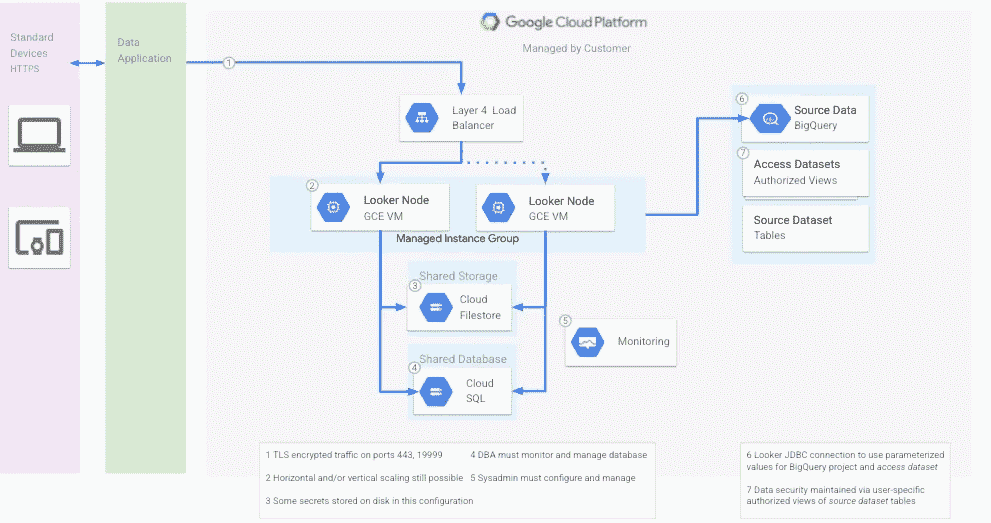 Google Cloud Platform
Managed by Customer
Standard
Devices
HTTPS
Data
Application
1
Layer 4 Load
Balancer
2
Looker Node
GCE VM
Looker Node
GCE VM
Managed Instance Group
Shared Storage
3
Cloud
Filestore
Shared Database
4
Cloud
SQL
5
Monitoring
6
Source Data
BigQuery
7
Access Datasets
Authorized Views
Source Dataset
Tables
1 TLS encrypted traffic on ports 443, 19999
2 Horizontal and/or vertical scaling still possible
3 Some secrets stored on disk in this configuration
4 DBA must monitor and manage database
5 Sysadmin must configure and manage
6 Looker JDBC connection to use parameterized
values for BigQuery project and access dataset
7 Data security maintained via user-specific
authorized views of source dataset tables